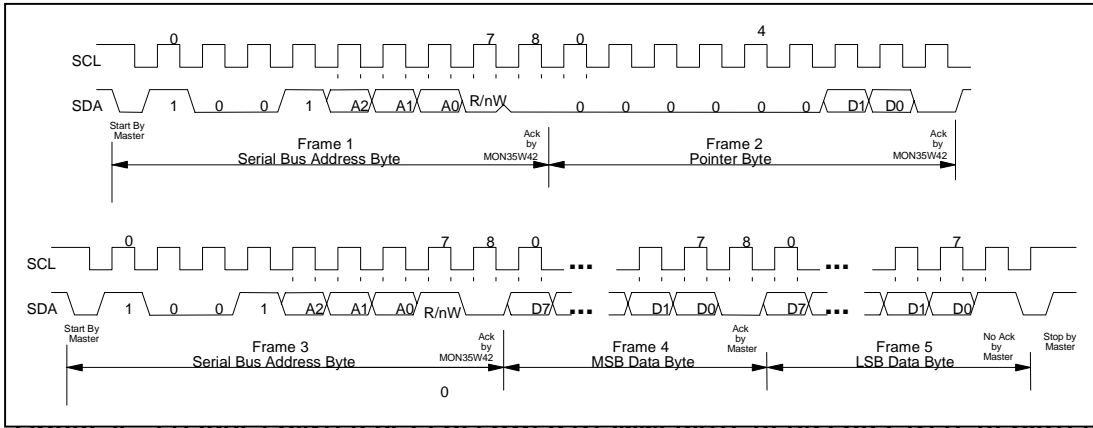 0 7 8 0 4
SCL
SDA 1 0 0 1 A2 A1 A0 R/nW 0 0 0 0 0 0 D1 D0
Start By
Master
Frame 1
Serial Bus Address Byte
Ack
by
MON35W42
Frame 2
Pointer Byte
Ack
by
MON35W42
0 7 8 0 7 8 0 7
SCL ... ...
SDA 1 0 0 1 A2 A1 A0 R/nW D7 ... D1 D0 D7 ... D1 D0
Start By
Master
Frame 3
Serial Bus Address Byte
Ack
by
MON35W42
Frame 4
MSB Data Byte
Ack
by
Master
Frame 5
LSB Data Byte
No Ack
by
Master
Stop by
Master
0